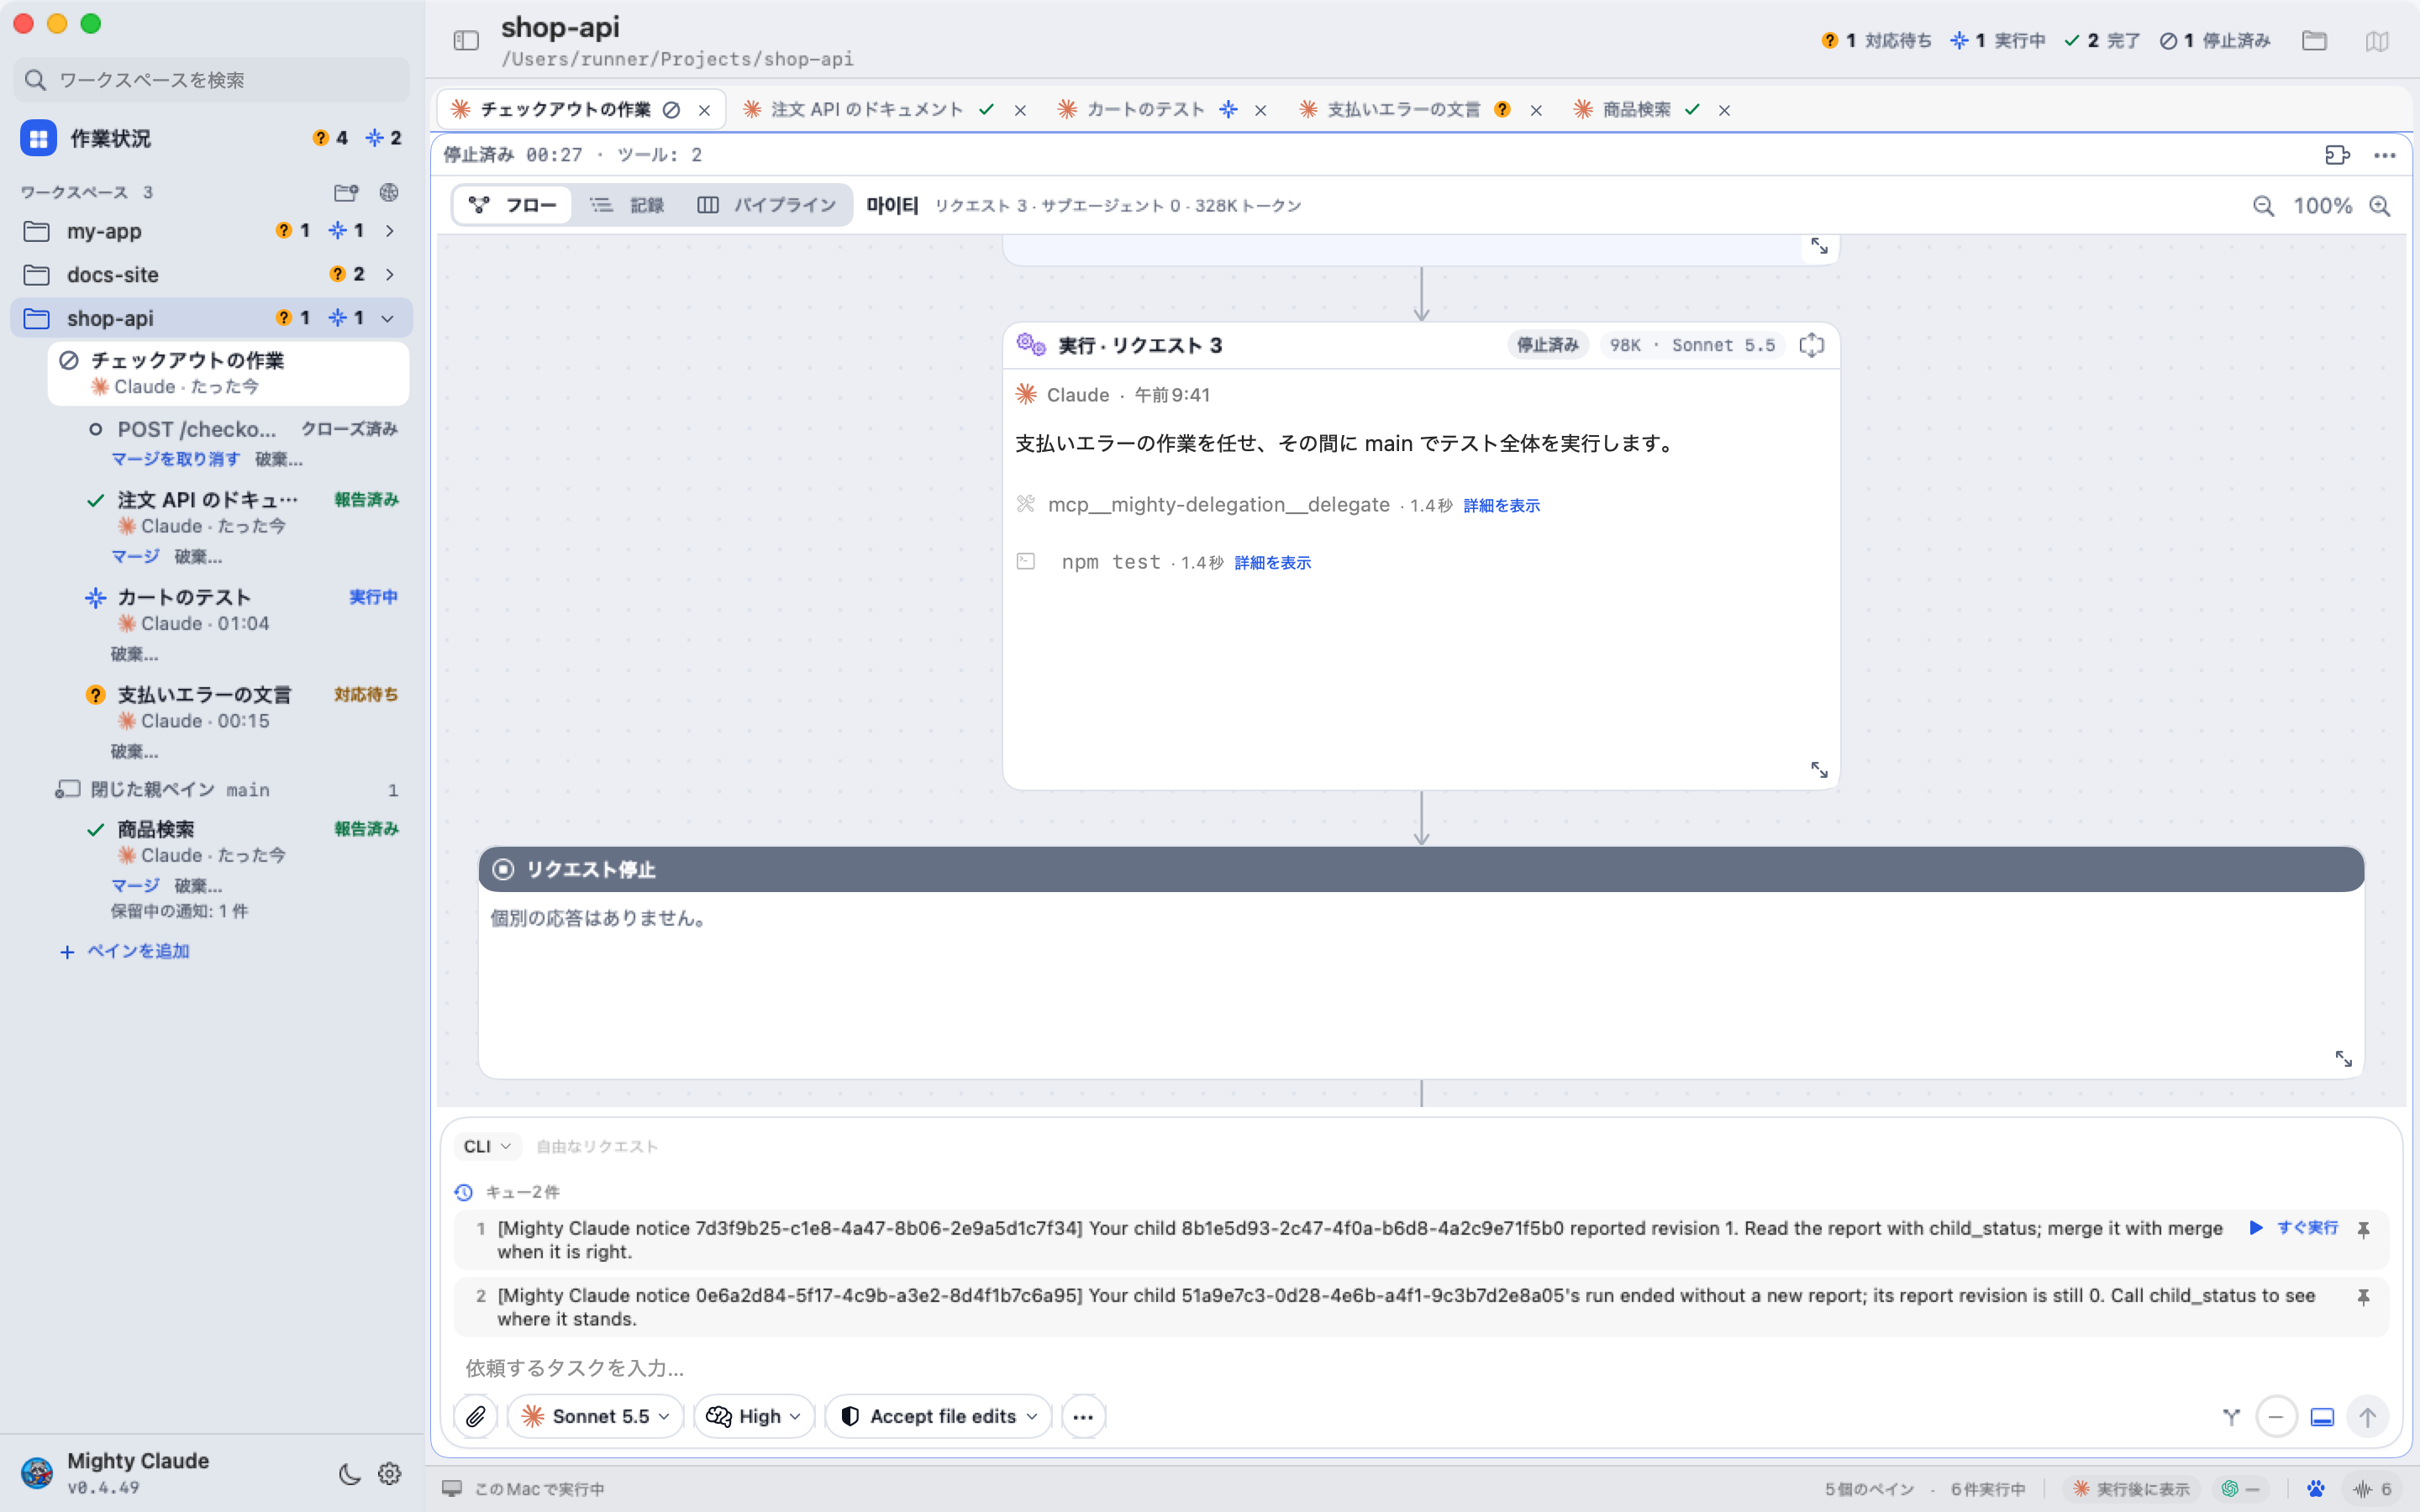 shop-api
/Users/runner/Projects/shop-api
1 対応待ち 1 実行中 2 完了 1 停止済み
ワークスペースを検索
作業状況 4 2
ワークスペース 3
my-app 1 1
docs-site 2
shop-api 1 1
チェックアウトの作業
Claude · たった今
POST /checko... クローズ済み
マージを取り消す 破棄...
注文 API のドキュ… 報告済み
Claude · たった今
マージ 破棄...
カートのテスト 実行中
Claude · 01:04
破棄...
支払いエラーの文言 対応待ち
Claude · 00:15
破棄...
閉じた親ペイン main 1
商品検索 報告済み
Claude · たった今
マージ 破棄...
保留中の通知: 1 件
ペインを追加
Mighty Claude
v0.4.49
チェックアウトの作業 注文 API のドキュメント カートのテスト 支払いエラーの文言 商品検索
停止済み 00:27 · ツール: 2
フロー 記録 パイプライン 마이티 リクエスト 3 · サブエージェント 0 · 328Kトークン 100%
実行 · リクエスト 3 停止済み 98K · Sonnet 5.5
Claude · 午前9:41
支払いエラーの作業を任せ、その間に main でテスト全体を実行します。
mcp__mighty-delegation__delegate · 1.4秒 詳細を表示
npm test · 1.4秒 詳細を表示
リクエスト停止
個別の応答はありません。
CLI 自由なリクエスト
キュー2件
1 [Mighty Claude notice 7d3f9b25-c1e8-4a47-8b06-2e9a5d1c7f34] Your child 8b1e5d93-2c47-4f0a-b6d8-4a2c9e71f5b0 reported revision 1. Read the report with child_status; merge it with merge すぐ実行
when it is right.
2 [Mighty Claude notice 0e6a2d84-5f17-4c9b-a3e2-8d4f1b7c6a95] Your child 51a9e7c3-0d28-4e6b-a4f1-9c3b7d2e8a05's run ended without a new report; its report revision is still 0. Call child_status to see
where it stands.
依頼するタスクを入力...
Sonnet 5.5 High Accept file edits
このMacで実行中 5個のペイン · 6件実行中 実行後に表示 — 6